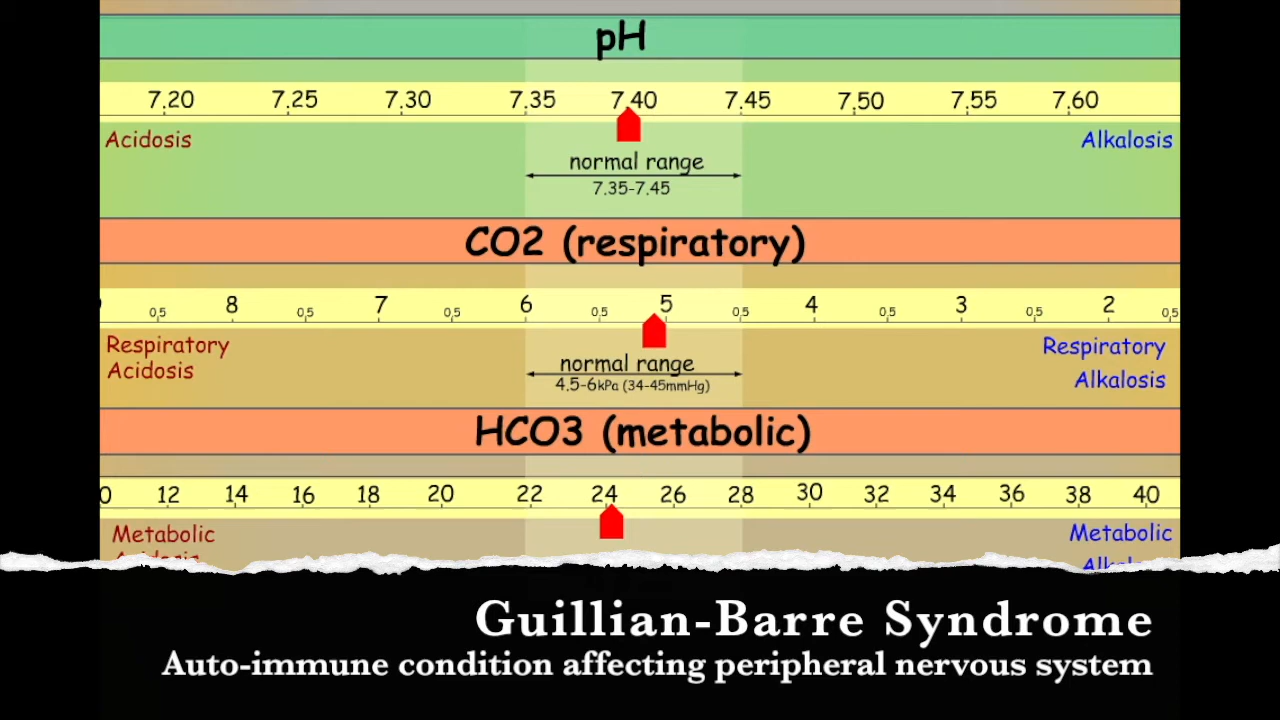 pH
7.20 7.25 7.30 7.35 7.40 7.45 7.50 7.55 7.60
Acidosis Alkalosis
normal range
7.35-7.45
CO2 (respiratory)
0,5 8 0,5 7 0,5 6 0,5 5 0,5 4 0,5 3 0,5 2 0,5
Respiratory Respiratory
Acidosis Alkalosis
normal range
4.5-6kPa (34-45mmHg)
HCO3 (metabolic)
0 12 14 16 18 20 22 24 26 28 30 32 34 36 38 40
Metabolic Metabolic
Guillian-Barre Syndrome
Auto-immune condition affecting peripheral nervous system